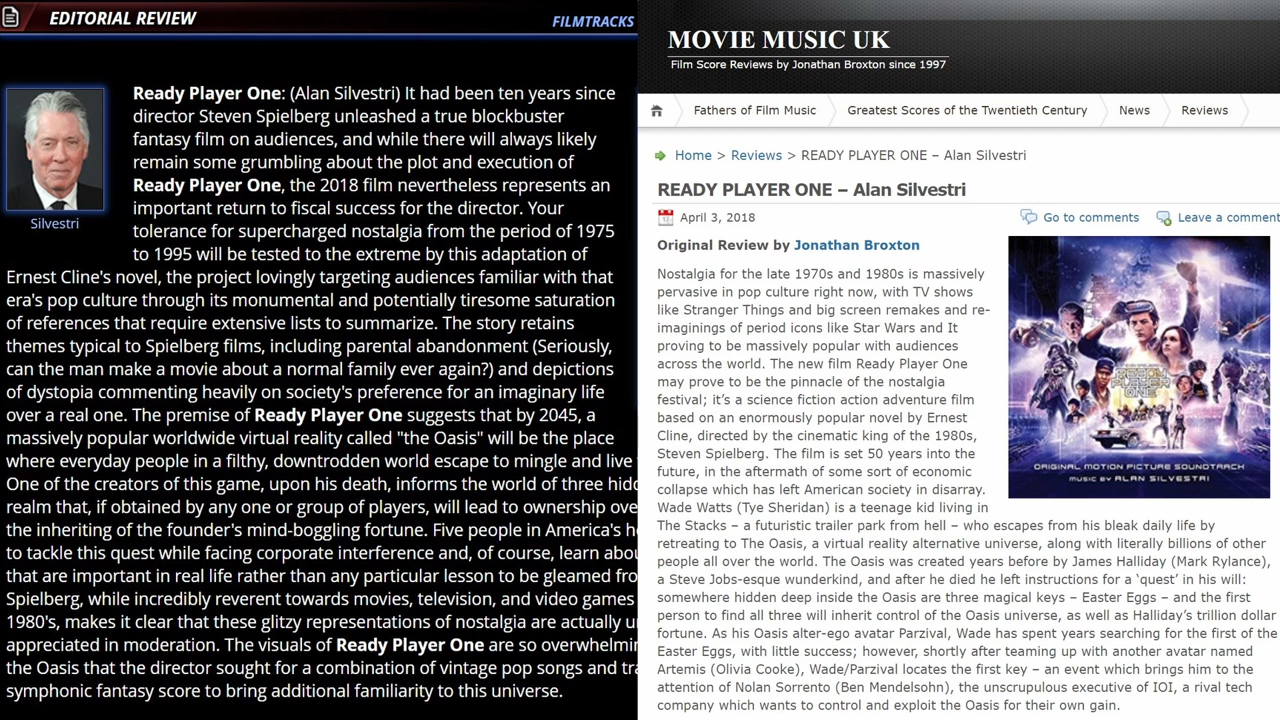 EDITORIAL REVIEW
FILMTRACKS
Silvestri
Ready Player One: (Alan Silvestri) It had been ten years since
director Steven Spielberg unleashed a true blockbuster
fantasy film on audiences, and while there will always likely
remain some grumbling about the plot and execution of
Ready Player One, the 2018 film nevertheless represents an
important return to fiscal success for the director. Your
tolerance for supercharged nostalgia from the period of 1975
to 1995 will be tested to the extreme by this adaptation of
Ernest Cline's novel, the project lovingly targeting audiences familiar with that
era's pop culture through its monumental and potentially tiresome saturation
of references that require extensive lists to summarize. The story retains
themes typical to Spielberg films, including parental abandonment (Seriously,
can the man make a movie about a normal family ever again?) and depictions
of dystopia commenting heavily on society's preference for an imaginary life
over a real one. The premise of Ready Player One suggests that by 2045, a
massively popular worldwide virtual reality called "the Oasis" will be the place
where everyday people in a filthy, downtrodden world escape to mingle and live
One of the creators of this game, upon his death, informs the world of three
realm that, if obtained by any one or group of players, will lead to ownership
the inheriting of the founder's mind-boggling fortune. Five people in America's
to tackle this quest while facing corporate interference and, of course, learn
that are important in real life rather than any particular lesson to be gleamed
Spielberg, while incredibly reverent towards movies, television, and video games
1980's, makes it clear that these glitzy representations of nostalgia are actually
appreciated in moderation. The visuals of Ready Player One are so
the Oasis that the director sought for a combination of vintage pop songs and
symphonic fantasy score to bring additional familiarity to this universe.
MOVIE MUSIC UK
Film Score Reviews by Jonathan Broxton since 1997
Fathers of Film Music Greatest Scores of the Twentieth Century News Reviews
Home > Reviews > READY PLAYER ONE – Alan Silvestri
READY PLAYER ONE – Alan Silvestri
April 3, 2018 Go to comments Leave a comment
Original Review by Jonathan Broxton
Nostalgia for the late 1970s and 1980s is massively
pervasive in pop culture right now, with TV shows
like Stranger Things and big screen remakes and re-
imaginings of period icons like Star Wars and It
proving to be massively popular with audiences
across the world. The new film Ready Player One
may prove to be the pinnacle of the nostalgia
festival; it's a science fiction action adventure film
based on an enormously popular novel by Ernest
Cline, directed by the cinematic king of the 1980s,
Steven Spielberg. The film is set 50 years into the
future, in the aftermath of some sort of economic
collapse which has left American society in disarray.
Wade Watts (Tye Sheridan) is a teenage kid living in
The Stacks – a futuristic trailer park from hell – who escapes from his bleak daily life by
retreating to The Oasis, a virtual reality alternative universe, along with literally billions of other
people all over the world. The Oasis was created years before by James Halliday (Mark Rylance),
a Steve Jobs-esque wunderkind, and after he died he left instructions for a ‘quest’ in his will:
somewhere hidden deep inside the Oasis are three magical keys – Easter Eggs – and the first
person to find all three will inherit control of the Oasis universe, as well as Halliday's trillion dollar
fortune. As his Oasis alter-ego avatar Parzival, Wade has spent years searching for the first of the
Easter Eggs, with little success; however, shortly after teaming up with another avatar named
Artemis (Olivia Cooke), Wade/Parzival locates the first key – an event which brings him to the
attention of Nolan Sorrento (Ben Mendelsohn), the unscrupulous executive of IOI, a rival tech
company which wants to control and exploit the Oasis for their own gain.
READY
PLAYER
ONE
ORIGINAL MOTION PICTURE SOUNDTRACK
MUSIC BY ALAN SILVESTRI